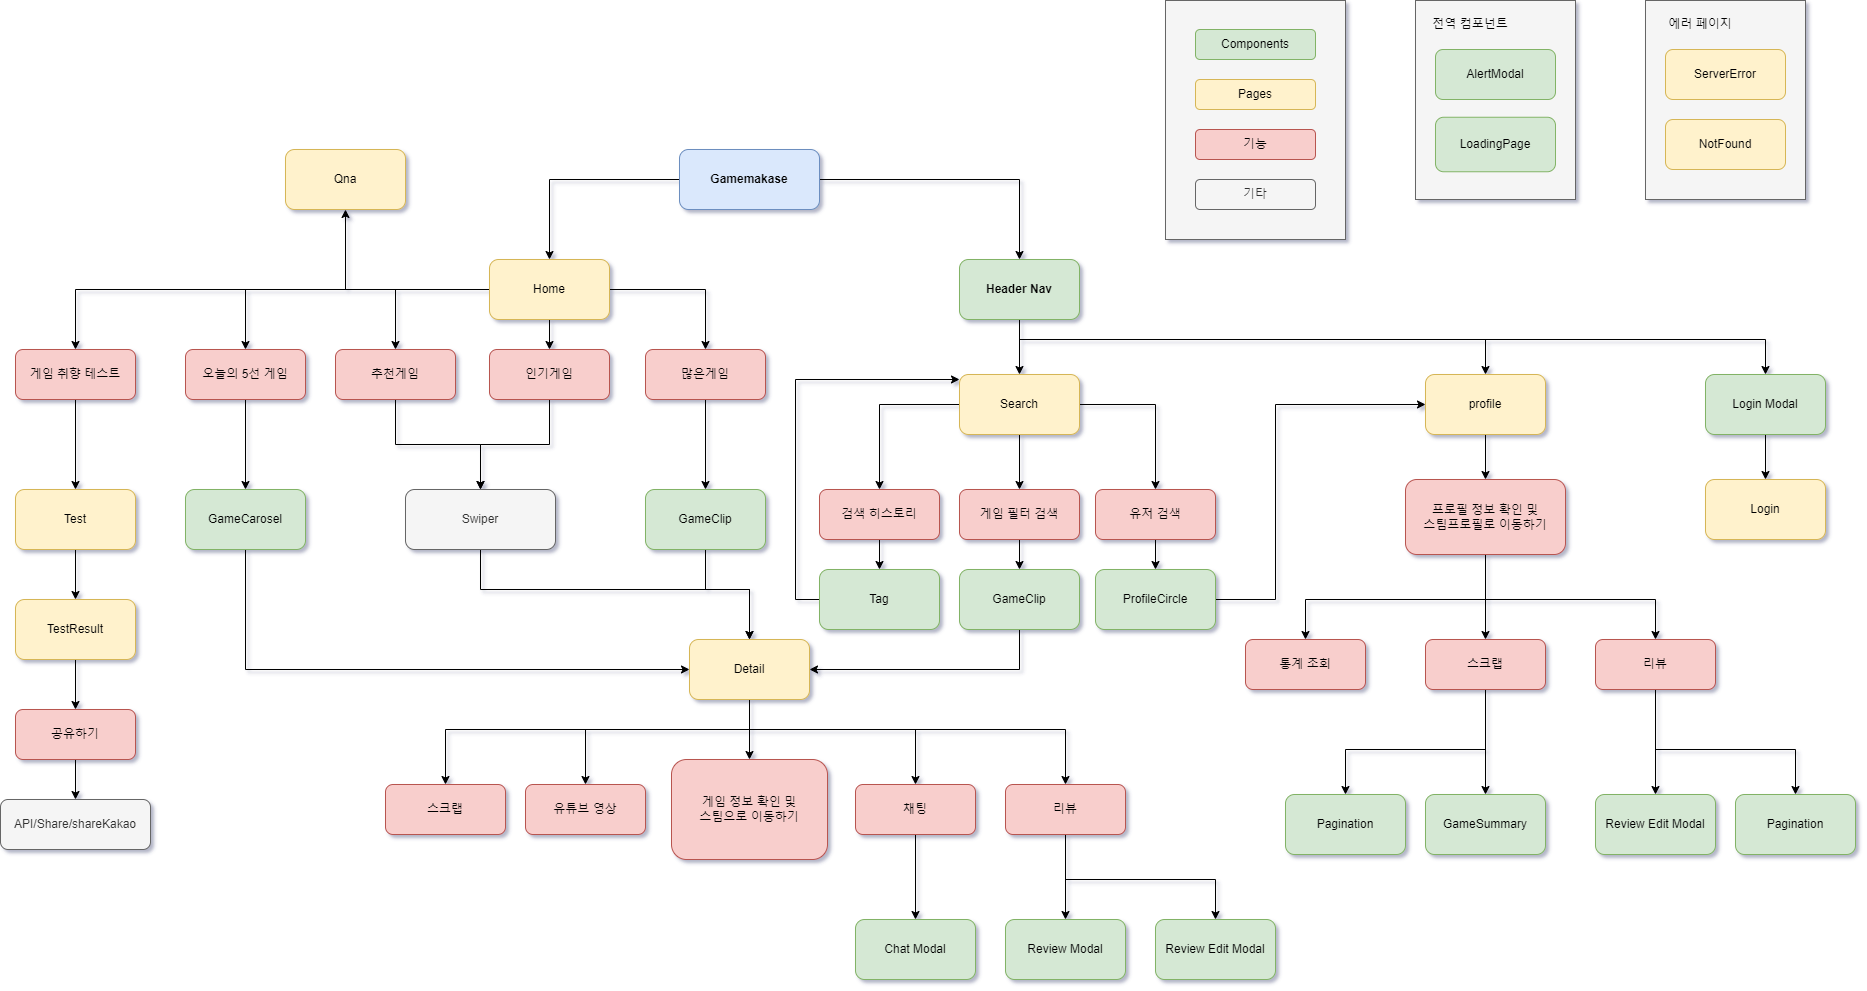 전역 컴포넌트
에러 페이지
Components
AlertModal
ServerError
Pages
기능
LoadingPage
NotFound
기타
Qna
Gamemakase
Home
Header Nav
게임 취향 테스트
오늘의 5선 게임
추천게임
인기게임
많은게임
Search
profile
Login Modal
Test
GameCarosel
Swiper
GameClip
검색 히스토리
게임 필터 검색
유저 검색
프로필 정보 확인 및
스팀프로필로 이동하기
Login
Tag
GameClip
ProfileCircle
TestResult
Detail
통계 조회
스크랩
리뷰
공유하기
API/Share/shareKakao
스크랩
유튜브 영상
게임 정보 확인 및
스팀으로 이동하기
채팅
리뷰
Pagination
GameSummary
Review Edit Modal
Pagination
Chat Modal
Review Modal
Review Edit Modal